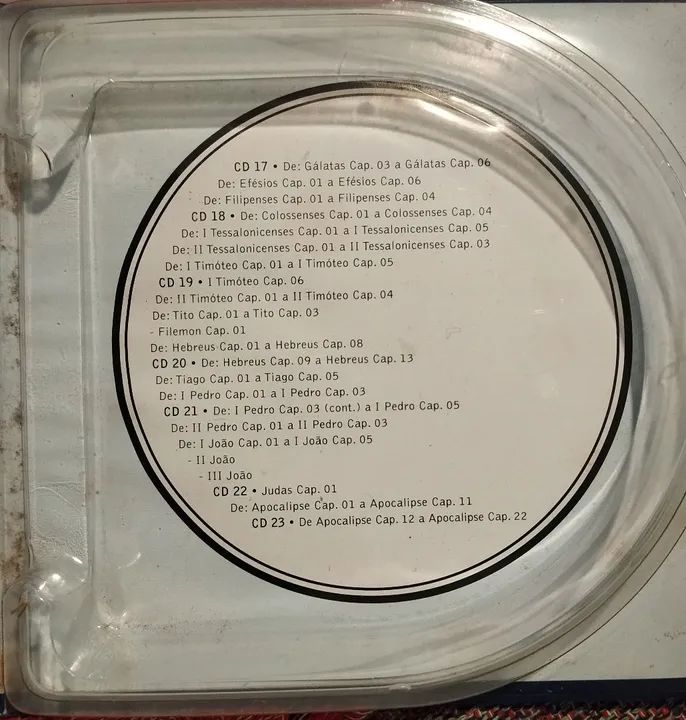 CD 17 • De: Gálatas Cap. 03 a Gálatas Cap. 06
De: Efésios Cap. 01 a Efésios Cap. 06
De: Filipenses Cap. 01 a Filipenses Cap. 04
CD 18 • De: Colossenses Cap. 01 a Colossenses Cap. 04
De: I Tessalonicenses Cap. 01 a I Tessalonicenses Cap. 05
De: II Tessalonicenses Cap. 01 a II Tessalonicenses Cap. 03
De: I Timóteo Cap. 01 a I Timóteo Cap. 05
CD 19 • I Timóteo Cap. 06
De: II Timóteo Cap. 01 a II Timóteo Cap. 04
De: Tito Cap. 01 a Tito Cap. 03
- Filemon Cap. 01
De: Hebreus Cap. 01 a Hebreus Cap. 08
CD 20 • De: Hebreus Cap. 09 a Hebreus Cap. 13
De: Tiago Cap. 01 a Tiago Cap. 05
De: I Pedro Cap. 01 a I Pedro Cap. 03
CD 21 • De: I Pedro Cap. 03 (cont.) a I Pedro Cap. 05
De: II Pedro Cap. 01 a II Pedro Cap. 03
De: I João Cap. 01 a I João Cap. 05
- II João
- III João
CD 22 • Judas Cap. 01
De: Apocalipse Cap. 01 a Apocalipse Cap. 11
CD 23 • De Apocalipse Cap. 12 a Apocalipse Cap. 22